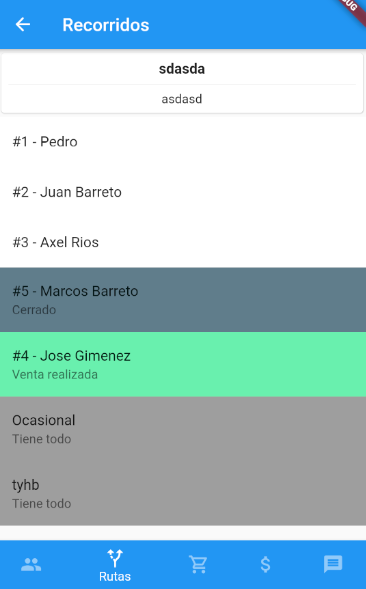 Recorridos
sdasda
asdasd
#1 - Pedro
#2 - Juan Barreto
#3 - Axel Rios
#5 - Marcos Barreto
Cerrado
#4 - Jose Gimenez
Venta realizada
Ocasional
Tiene todo
tyhb
Tiene todo
Rutas